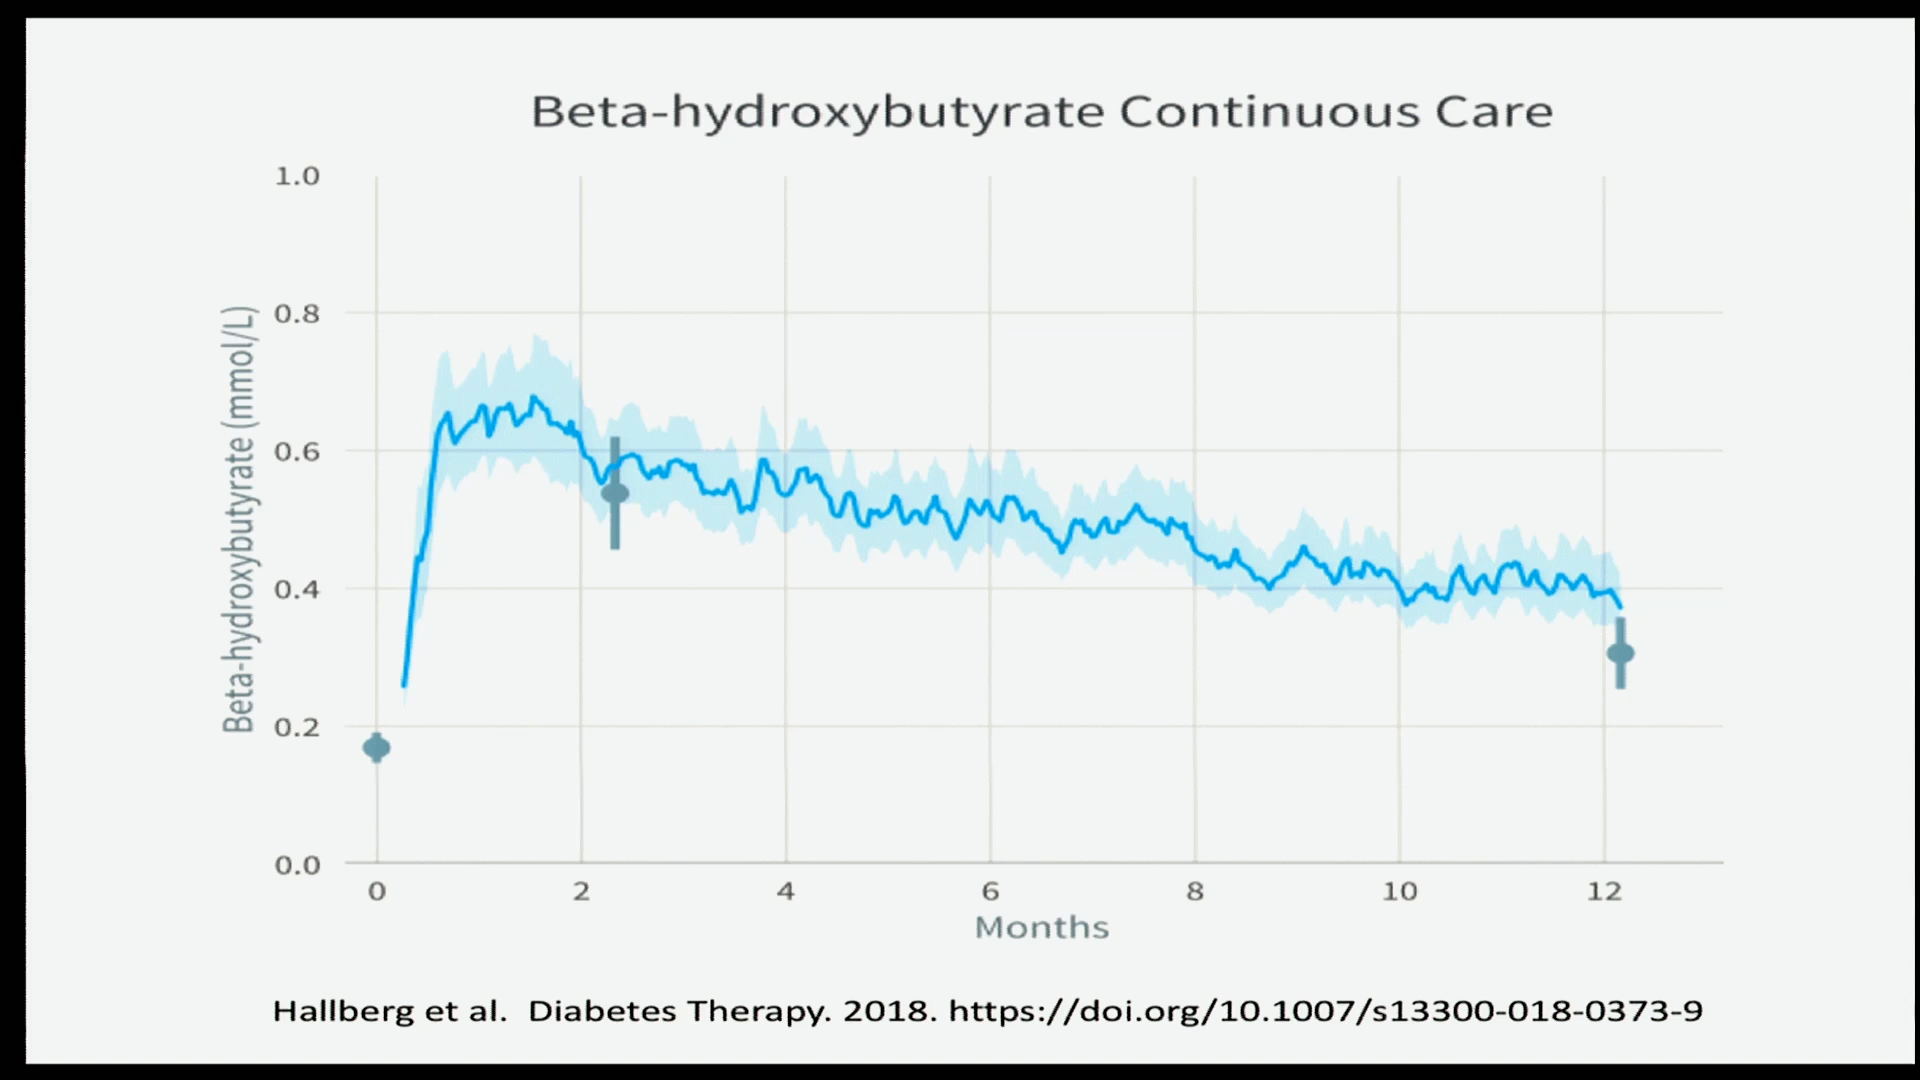 Beta-hydroxybutyrate Continuous Care
1.0
0.8
0.6
0.4
0.2
0.0
Beta-hydroxybutyrate (mmol/L)
0 2 4 6 8 10 12
Months
Hallberg et al. Diabetes Therapy. 2018. https://doi.org/10.1007/s13300-018-0373-9